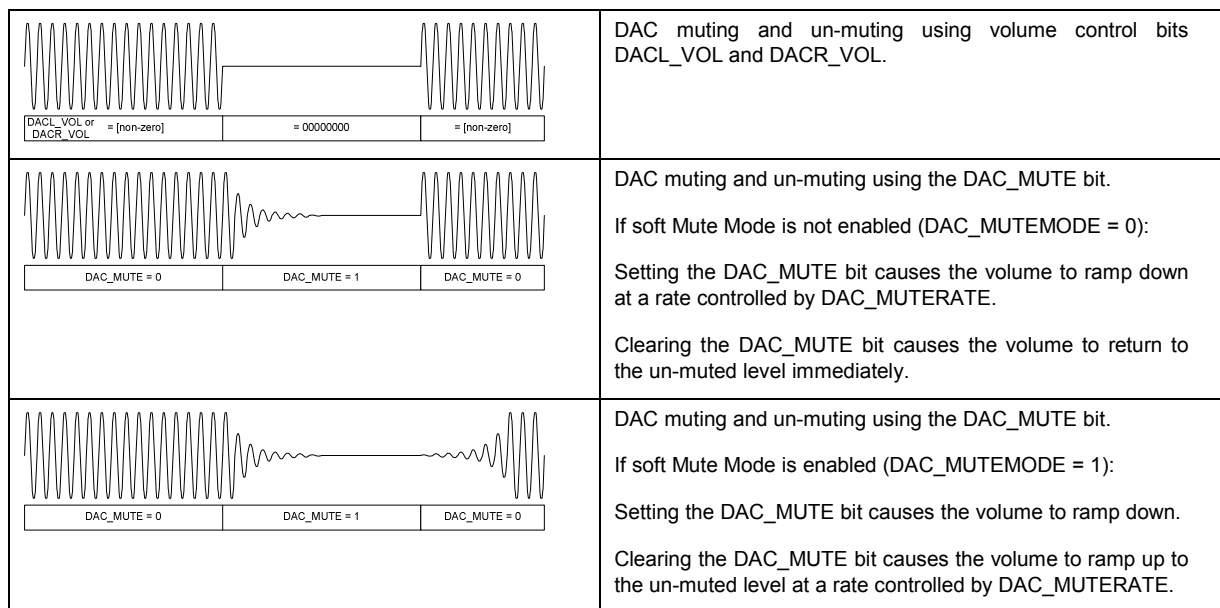 DACL_VOL or DACR_VOL = [non-zero]
= 00000000
= [non-zero]
DAC muting and un-muting using volume control bits
DACL_VOL and DACR_VOL.
DAC_MUTE = 0
DAC_MUTE = 1
DAC_MUTE = 0
DAC muting and un-muting using the DAC_MUTE bit.
If soft Mute Mode is not enabled (DAC_MUTEMODE = 0):
Setting the DAC_MUTE bit causes the volume to ramp down
at a rate controlled by DAC_MUTERATE.
Clearing the DAC_MUTE bit causes the volume to return to
the un-muted level immediately.
DAC_MUTE = 0
DAC_MUTE = 1
DAC_MUTE = 0
DAC muting and un-muting using the DAC_MUTE bit.
If soft Mute Mode is enabled (DAC_MUTEMODE = 1):
Setting the DAC_MUTE bit causes the volume to ramp down.
Clearing the DAC_MUTE bit causes the volume to ramp up to
the un-muted level at a rate controlled by DAC_MUTERATE.